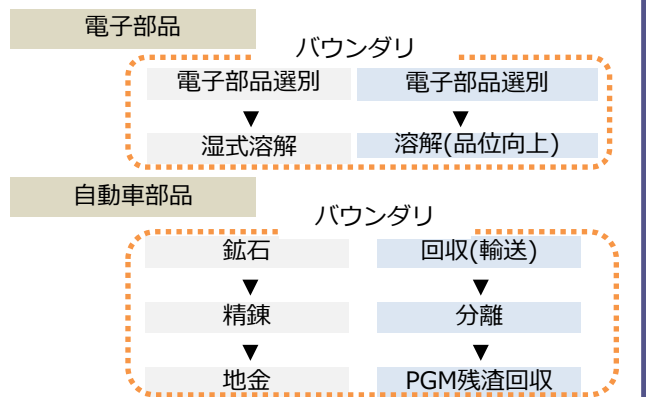 電子部品
バウンダリ
電子部品選別 電子部品選別
▼ ▼
湿式溶解 溶解(品位向上)
自動車部品
バウンダリ
鉱石 回収(輸送)
▼ ▼
精錬 分離
▼ ▼
地金 PGM残渣回収